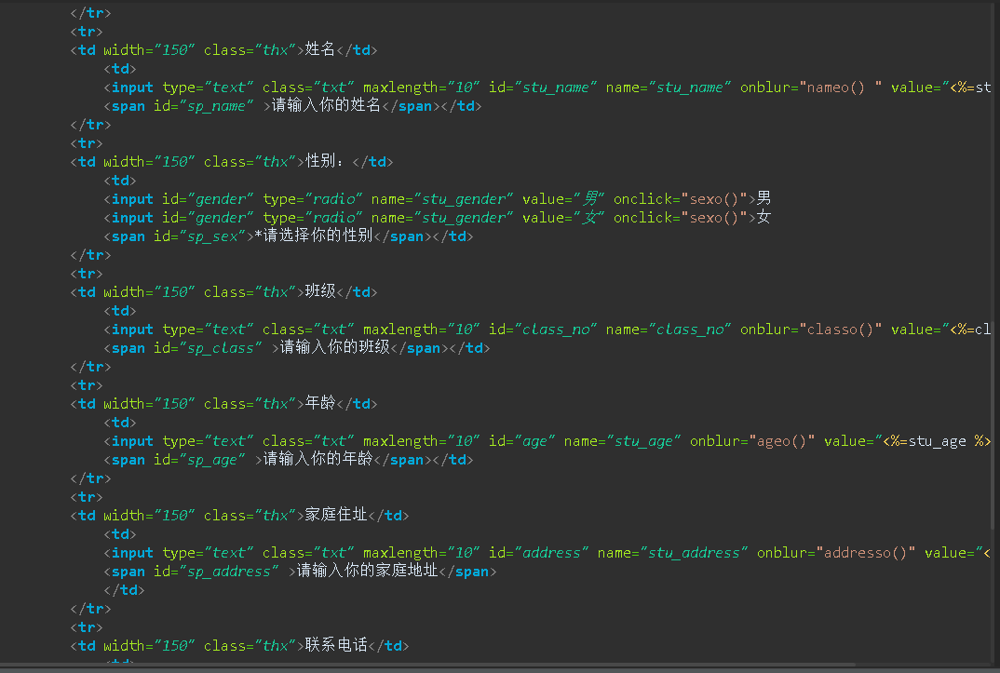 </tr>
<tr>
<td width="150" class="thx">姓名</td>
<td>
<input type="text" class="txt" maxlength="10" id="stu_name" name="stu_name" onblur="nameo() " value="<%=st
<span id="sp_name" >请输入你的姓名</span></td>
</tr>
<tr>
<td width="150" class="thx">性别：</td>
<td>
<input id="gender" type="radio" name="stu_gender" value="男" onclick="sexo()">男
<input id="gender" type="radio" name="stu_gender" value="女" onclick="sexo()">女
<span id="sp_sex">*请选择你的性别</span></td>
</tr>
<tr>
<td width="150" class="thx">班级</td>
<td>
<input type="text" class="txt" maxlength="10" id="class_no" name="class_no" onblur="classo()" value="<%=cl
<span id="sp_class" >请输入你的班级</span></td>
</tr>
<tr>
<td width="150" class="thx">年龄</td>
<td>
<input type="text" class="txt" maxlength="10" id="age" name="stu_age" onblur="ageo()" value="<%=stu_age %>
<span id="sp_age" >请输入你的年龄</span></td>
</tr>
<tr>
<td width="150" class="thx">家庭住址</td>
<td>
<input type="text" class="txt" maxlength="10" id="address" name="stu_address" onblur="addresso()" value="<
<span id="sp_address" >请输入你的家庭地址</span>
</td>
</tr>
<tr>
<td width="150" class="thx">联系电话</td>
<td>